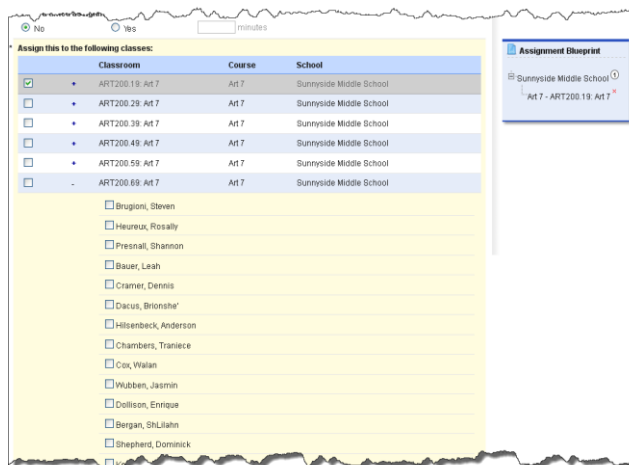 No Yes minutes
* Assign this to the following classes:
Classroom Course School
+ ART200.19: Art 7 Art 7 Sunnyside Middle School
+ ART200.29: Art 7 Art 7 Sunnyside Middle School
+ ART200.39: Art 7 Art 7 Sunnyside Middle School
+ ART200.49: Art 7 Art 7 Sunnyside Middle School
+ ART200.59: Art 7 Art 7 Sunnyside Middle School
- ART200.69: Art 7 Art 7 Sunnyside Middle School
Brugioni, Steven
Heureux, Rosally
Presnall, Shannon
Bauer, Leah
Cramer, Dennis
Dacus, Brionshe'
Hilsenbeck, Anderson
Chambers, Traniece
Cox, Walan
Wubben, Jasmin
Dollison, Enrique
Bergan, ShLilahn
Shepherd, Dominick
Assignment Blueprint
Sunnyside Middle School 1
Art 7 - ART200.19: Art 7 x